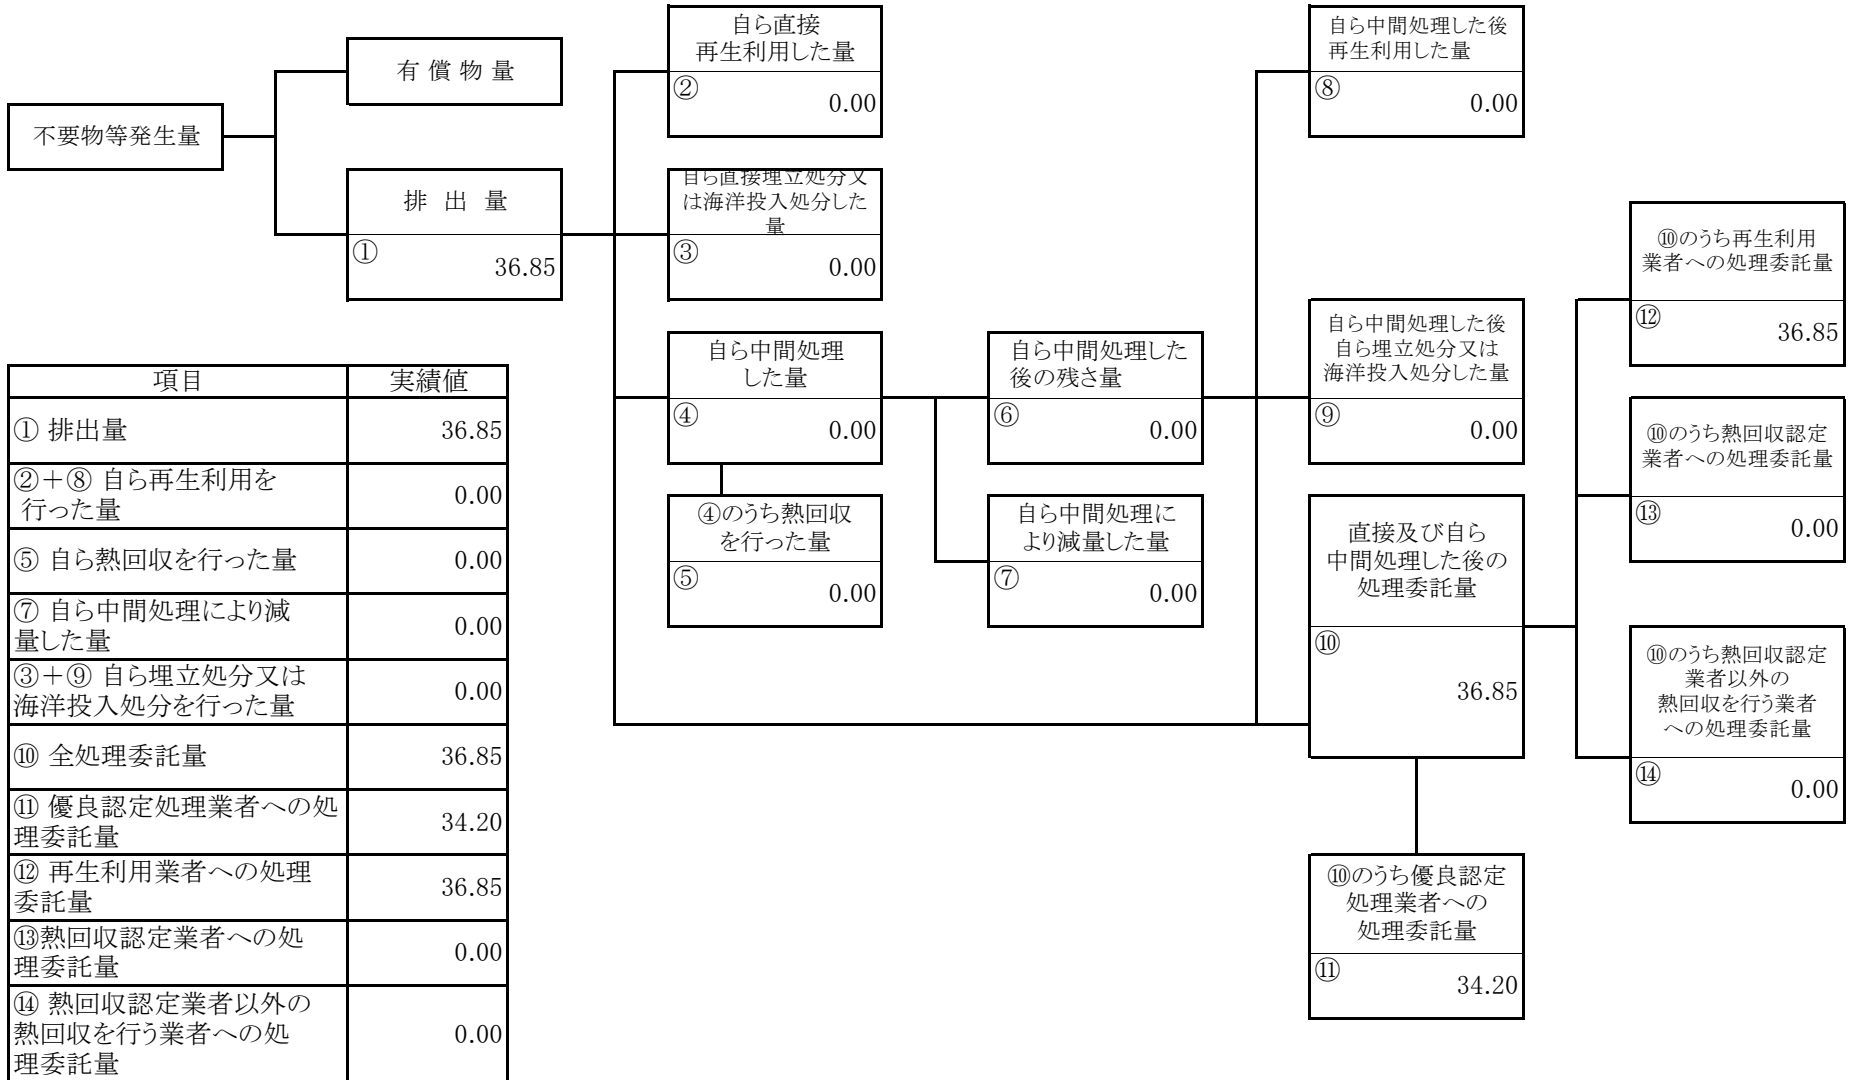 不要物等発生量
有 償 物 量
排 出 量
①
36.85
自ら直接
再生利用した量
②
0.00
自ら直接埋立処分又
は海洋投入処分した
量
③
0.00
自ら中間処理
した量
④
0.00
④のうち熱回収
を行った量
⑤
0.00
自ら中間処理した
後の残さ量
⑥
0.00
自ら中間処理に
より減量した量
⑦
0.00
自ら中間処理した後
再生利用した量
⑧
0.00
自ら中間処理した後
自ら埋立処分又は
海洋投入処分した量
⑨
0.00
直接及び自ら
中間処理した後の
処理委託量
⑩
36.85
⑩のうち優良認定
処理業者への
処理委託量
⑪
34.20
⑩のうち再生利用
業者への処理委託量
⑫
36.85
⑩のうち熱回収認定
業者への処理委託量
⑬
0.00
⑩のうち熱回収認定
業者以外の
熱回収を行う業者
への処理委託量
⑭
0.00
項目 実績値
① 排出量 36.85
②＋⑧ 自ら再生利用を
行った量 0.00
⑤ 自ら熱回収を行った量 0.00
⑦ 自ら中間処理により減
量した量 0.00
③＋⑨ 自ら埋立処分又は
海洋投入処分を行った量 0.00
⑩ 全処理委託量 36.85
⑪ 優良認定処理業者への処
理委託量 34.20
⑫ 再生利用業者への処理
委託量 36.85
⑬熱回収認定業者への処
理委託量 0.00
⑭ 熱回収認定業者以外の
熱回収を行う業者への処
理委託量 0.00